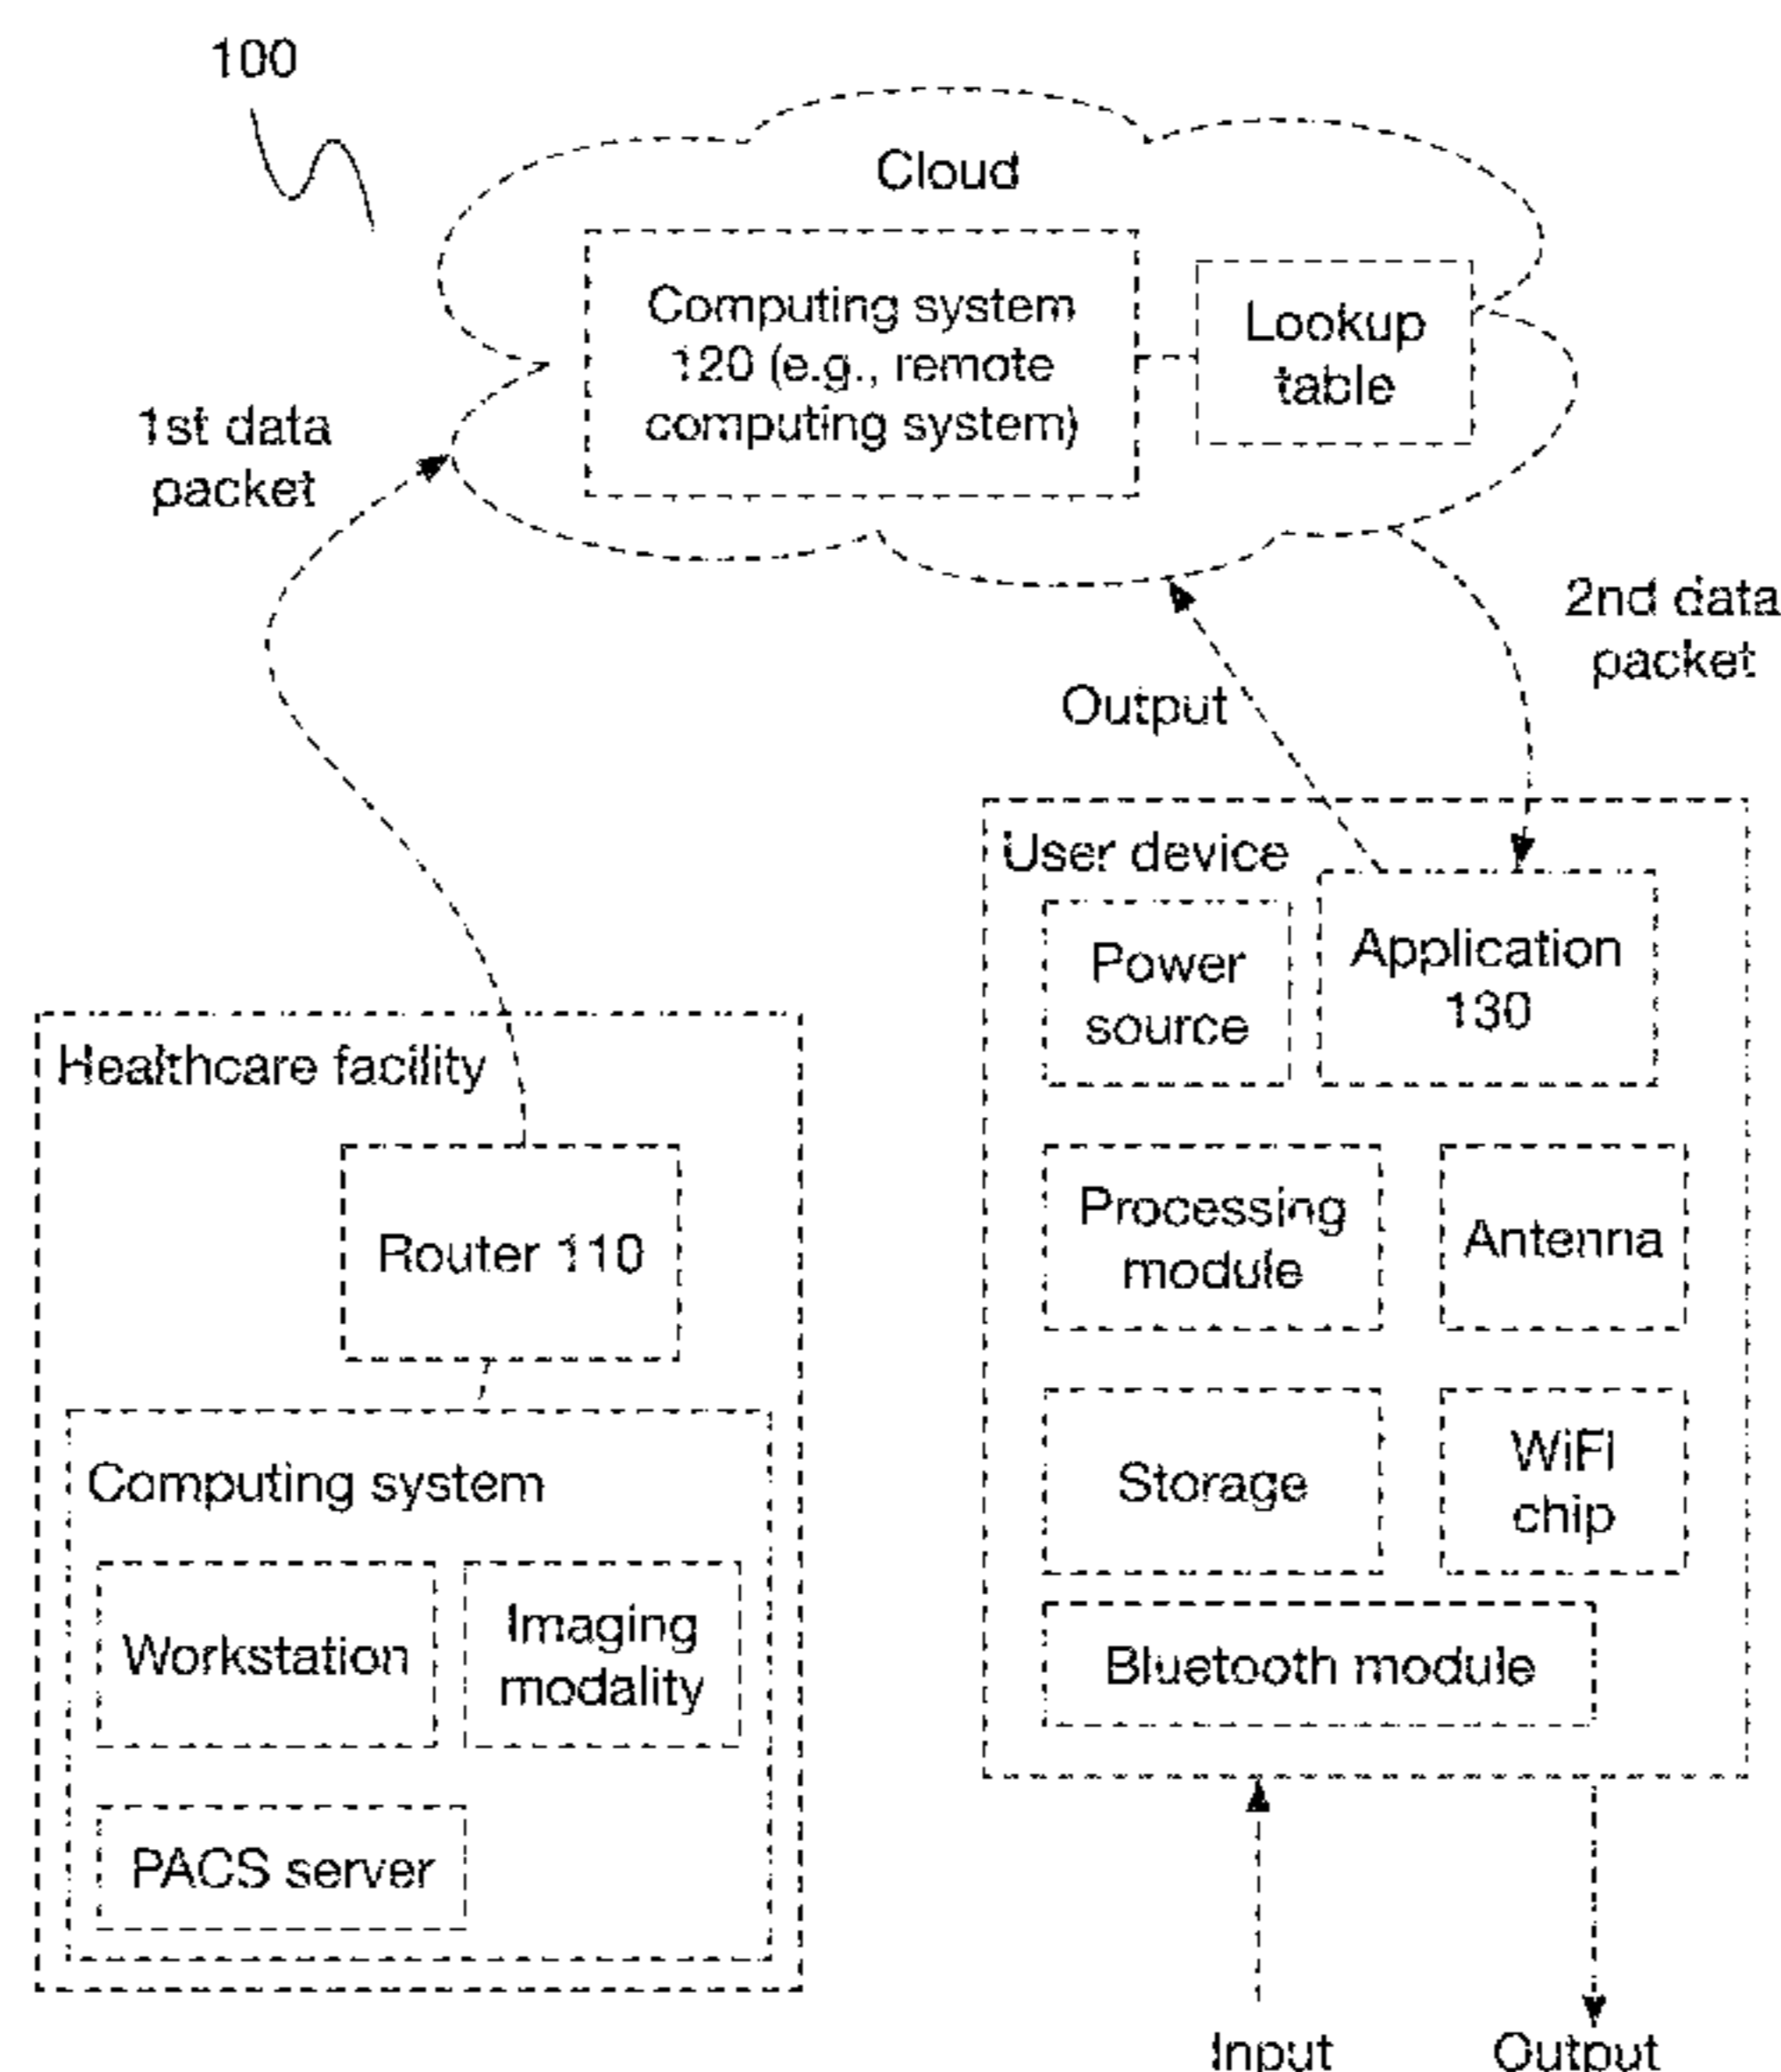 100
Cloud
Computing system
120 (e.g., remote
computing system)
Lookup
table
1st data
packet
2nd data
packet
Output
User device
Power
source
Application
130
Healthcare facility
Router 110
Processing
module
Antenna
Computing system
Storage
WiFI
chip
Workstation
Imaging
modality
Bluetooth module
PACS server
Input
Output